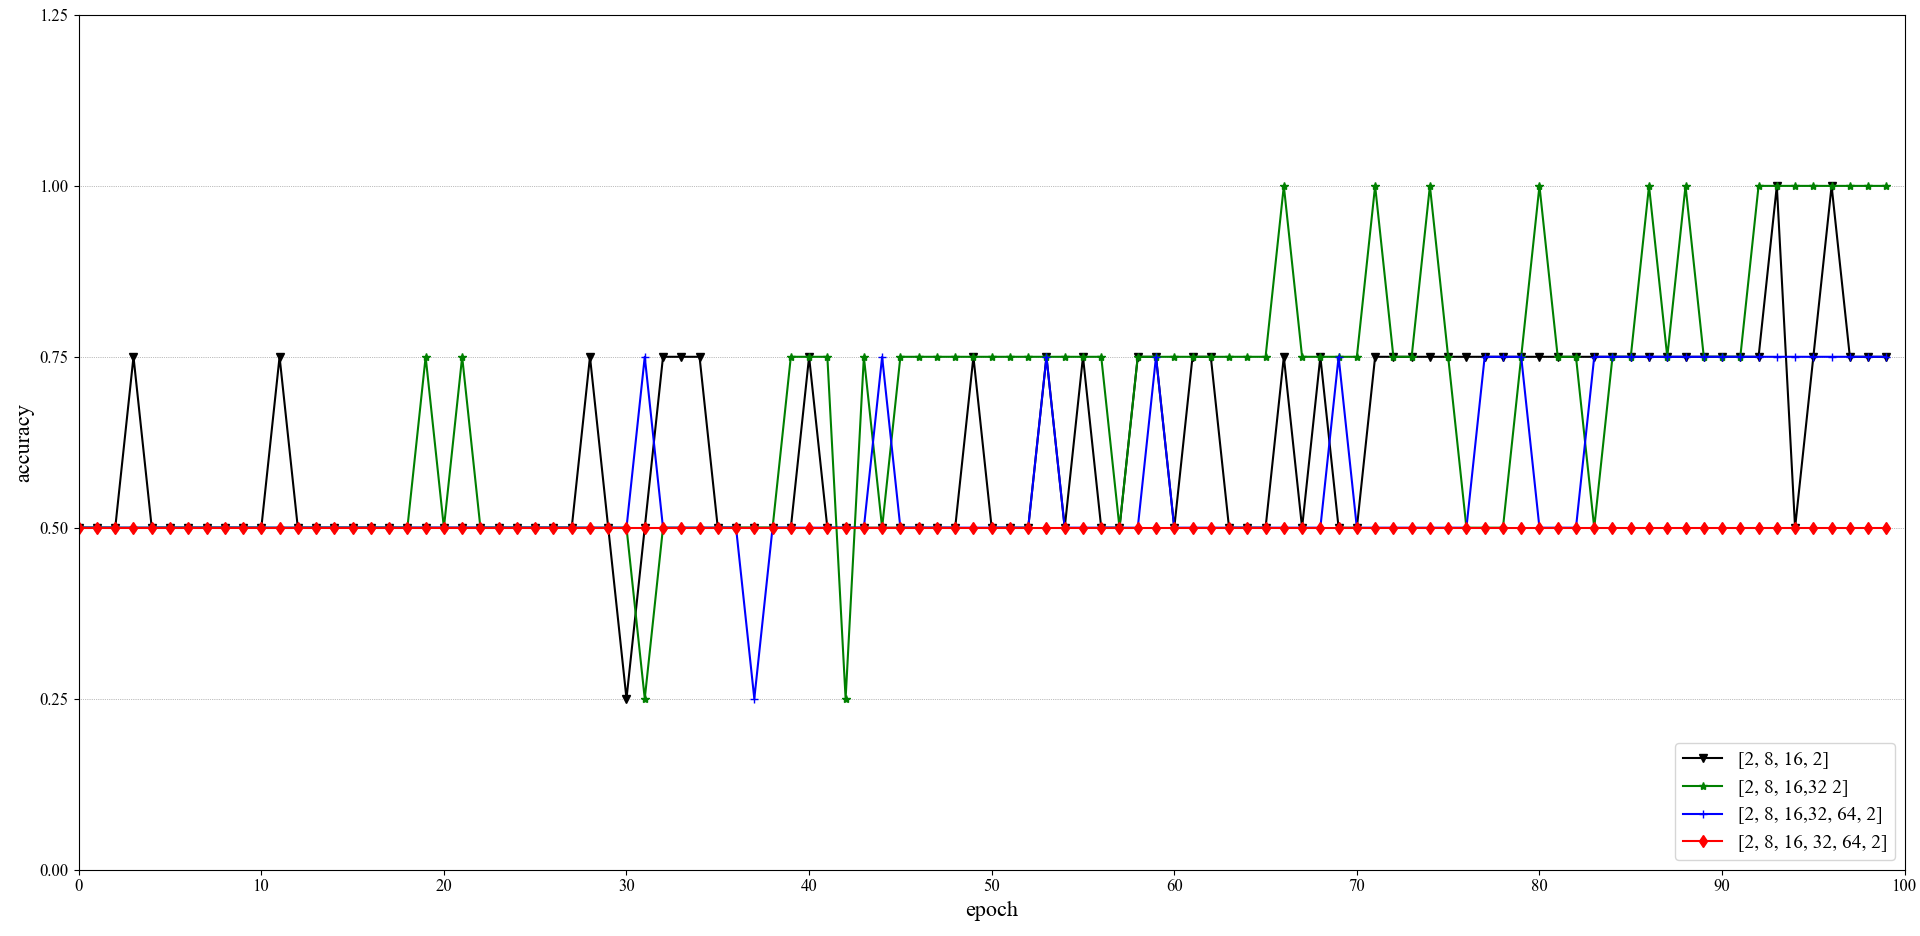 1.25
1.00
0.75
0.50
0.25
0.00
accuracy
0 10 20 30 40 50 60 70 80 90 100
epoch
[2, 8, 16, 2]
[2, 8, 16,32 2]
[2, 8, 16,32, 64, 2]
[2, 8, 16, 32, 64, 2]